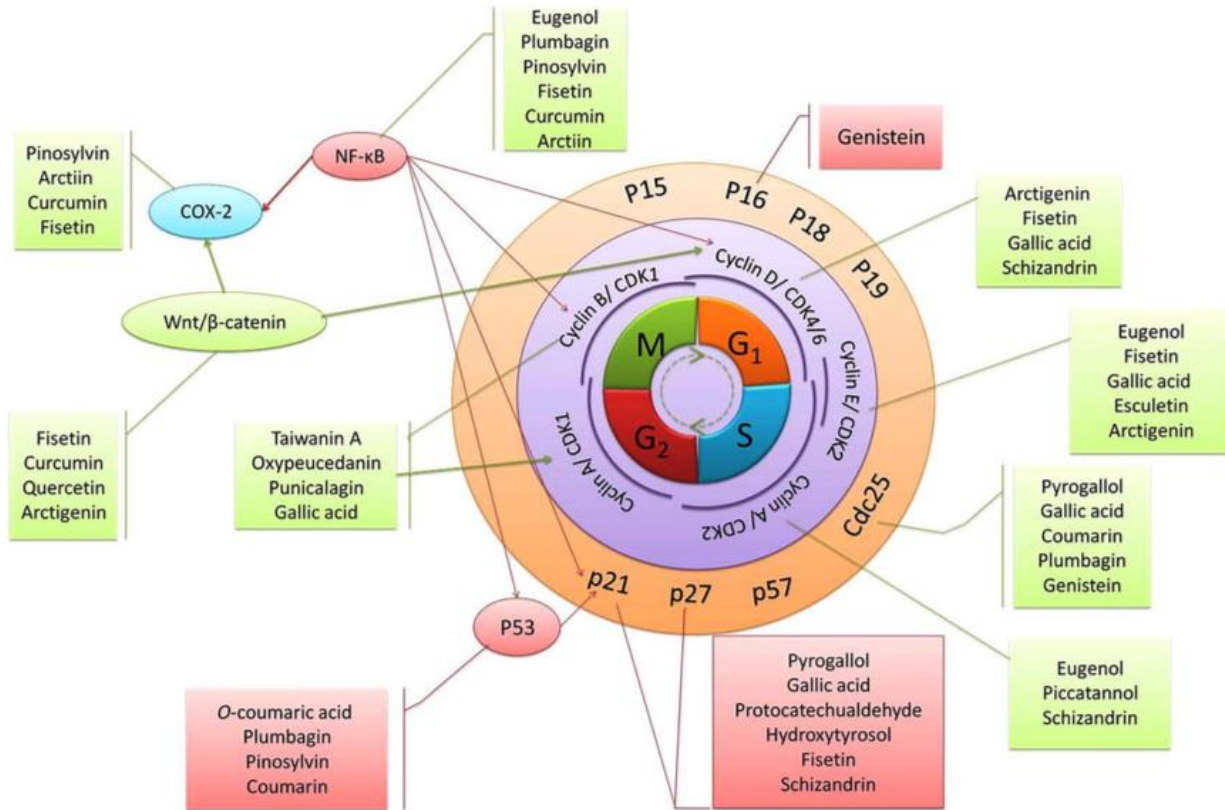 Eugenol
Plumbagin
Pinosylvin
Fisetin
Curcumin
Arctiin
Genistein
NF-κB
Pinosylvin
Arctiin
Curcumin
Fisetin
COX-2
Wnt/β-catenin
Fisetin
Curcumin
Quercetin
Arctigenin
Taiwanin A
Oxypeucedanin
Punicalagin
Gallic acid
P15
P16
P18
P19
Cdc25
p57
p27
p21
Cyclin B/ CDK1
Cyclin D/ CDK4/6
Cyclin E/ CDK2
Cyclin A/ CDK2
Cyclin A/ CDK1
M
G1
S
G2
Arctigenin
Fisetin
Gallic acid
Schizandrin
Eugenol
Fisetin
Gallic acid
Esculetin
Arctigenin
Pyrogallol
Gallic acid
Coumarin
Plumbagin
Genistein
Eugenol
Piccatannol
Schizandrin
P53
O-coumaric acid
Plumbagin
Pinosylvin
Coumarin
Pyrogallol
Gallic acid
Protocatechualdehyde
Hydroxytyrosol
Fisetin
Schizandrin